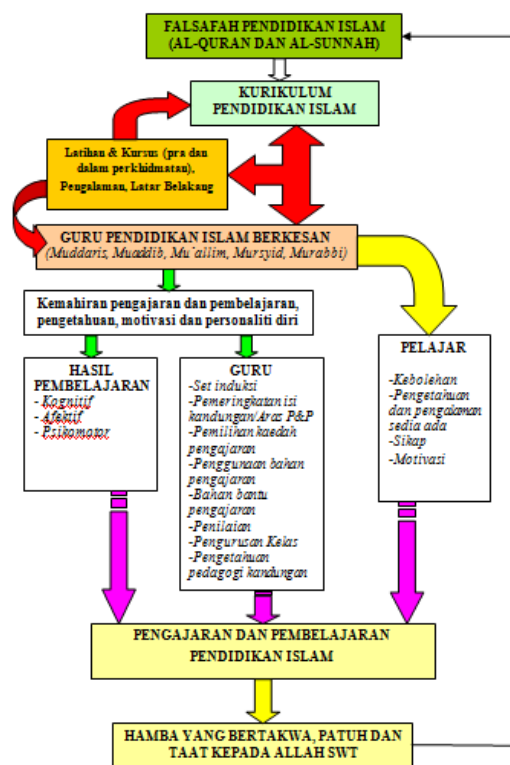 FALSAFAH PENDIDIKAN ISLAM
(AL-QURAN DAN AL-SUNNAH)
KURIKULUM
PENDIDIKAN ISLAM
Latihan & Kursus (pra dan
dalam perkhidmatan),
Pengalaman, Latar Belakang
GURU PENDIDIKAN ISLAM BERKESAN
(Muddaris, Muaddib, Mu`allim, Mursyid, Murabbi)
Kemahiran pengajaran dan pembelajaran,
pengetahuan, motivasi dan personaliti diri
HASIL
PEMBELAJARAN
- Kognitif
- Afektif
- Psikomotor
GURU
-Set induksi
-Pemeringkatan isi
kandungan/Aras P&P
-Pemilihan kaedah
pengajaran
-Penggunaan bahan
pengajaran
-Bahan bantu
pengajaran
-Penilaian
-Pengurusan Kelas
-Pengetahuan
pedagogi kandungan
PELAJAR
-Kebolehan
-Pengetahuan
dan pengalaman
sedia ada
-Sikap
-Motivasi
PENGAJARAN DAN PEMBELAJARAN
PENDIDIKAN ISLAM
HAMBA YANG BERTAKWA, PATUH DAN
TAAT KEPADA ALLAH SWT